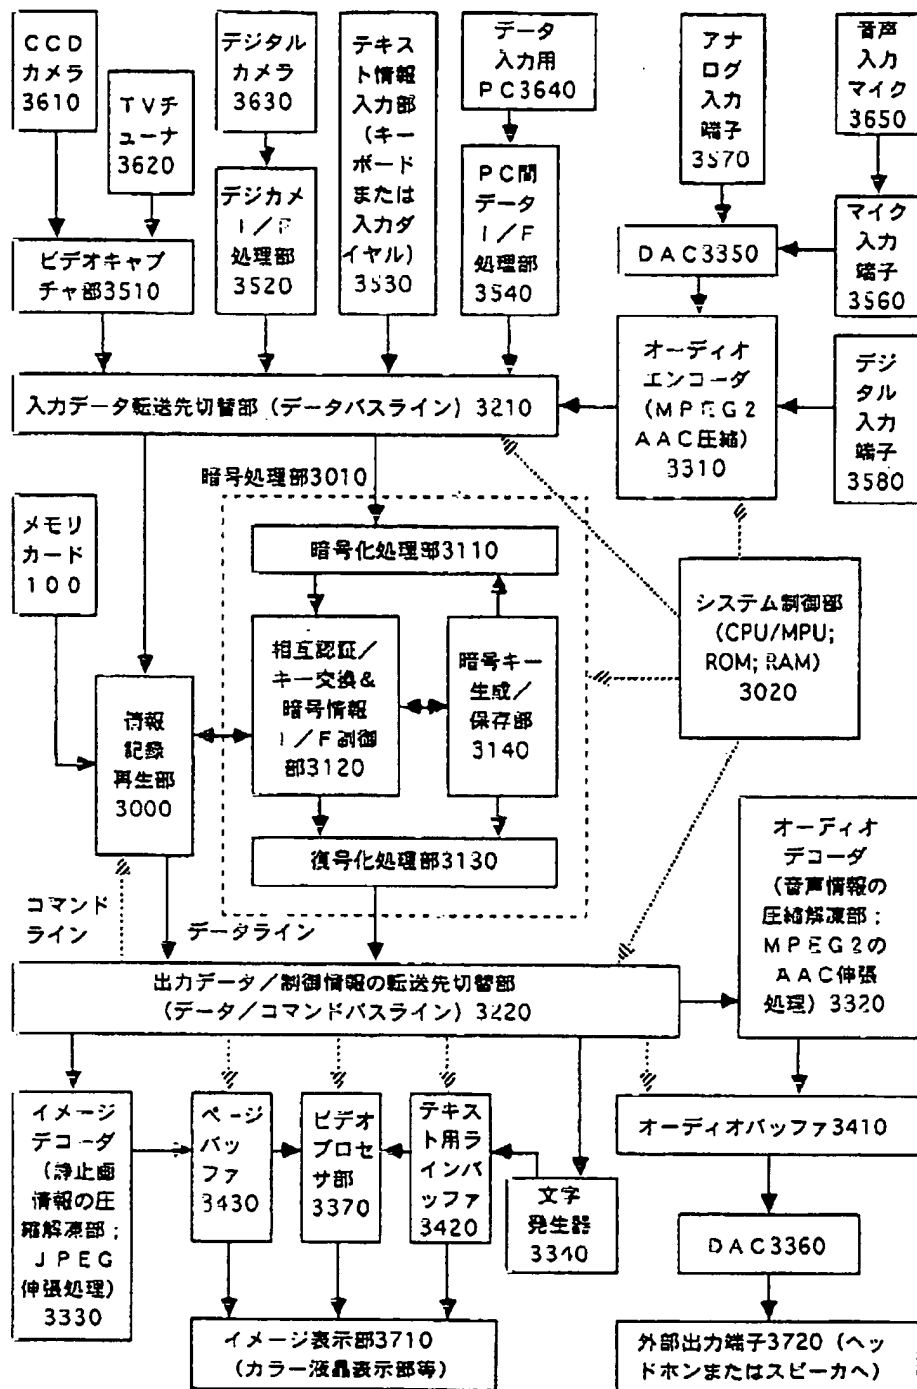 CCD
カメラ
3610
TVチ
ューナ
3620
デジタル
カメラ
3630
テキス
ト情報
入力部
(キー
ボード
または
入力ダ
イヤル)
3530
データ
入力用
PC3640
アナ
ログ
入力
端子
3570
音声
入力
マイク
3650
デジカメ
I/F
処理部
3520
PC間
データ
I/F
処理部
3540
マイク
入力
端子
3560
DAC3350
ビデオキャプ
チャ部3510
オーディオ
エンコーダ
(MPEG2
AAC圧縮)
3310
デジ
タル
入力
端子
3580
入力データ転送先切替部(データバスライン)3210
暗号処理部3010
メモリ
カード
100
暗号化処理部3110
システム制御部
(CPU/MPU;
ROM; RAM)
3020
相互認証/
キー交換&
暗号情報
I/F制御
部3120
暗号キー
生成/
保存部
3140
情報
記録
再生部
3000
復号化処理部3130
オーディオ
デコーダ
(音声情報の
圧縮解凍部;
MPEG2の
AAC伸張
処理)3320
コマンド
ライン
データライン
出力データ/制御情報の転送先切替部
(データ/コマンドバスライン)3220
イメージ
デコーダ
(静止画
情報の圧
縮解凍部;
JPEG
伸張処理)
3330
ページ
バッ
ファ
3430
ビデオ
プロセ
サ部
3370
テキス
ト用ラ
インバ
ッファ
3420
文字
発生器
3340
オーディオバッファ3410
DAC3360
イメージ表示部3710
(カラー液晶表示部等)
外部出力端子3720(ヘッ
ドホンまたはスピーカへ)